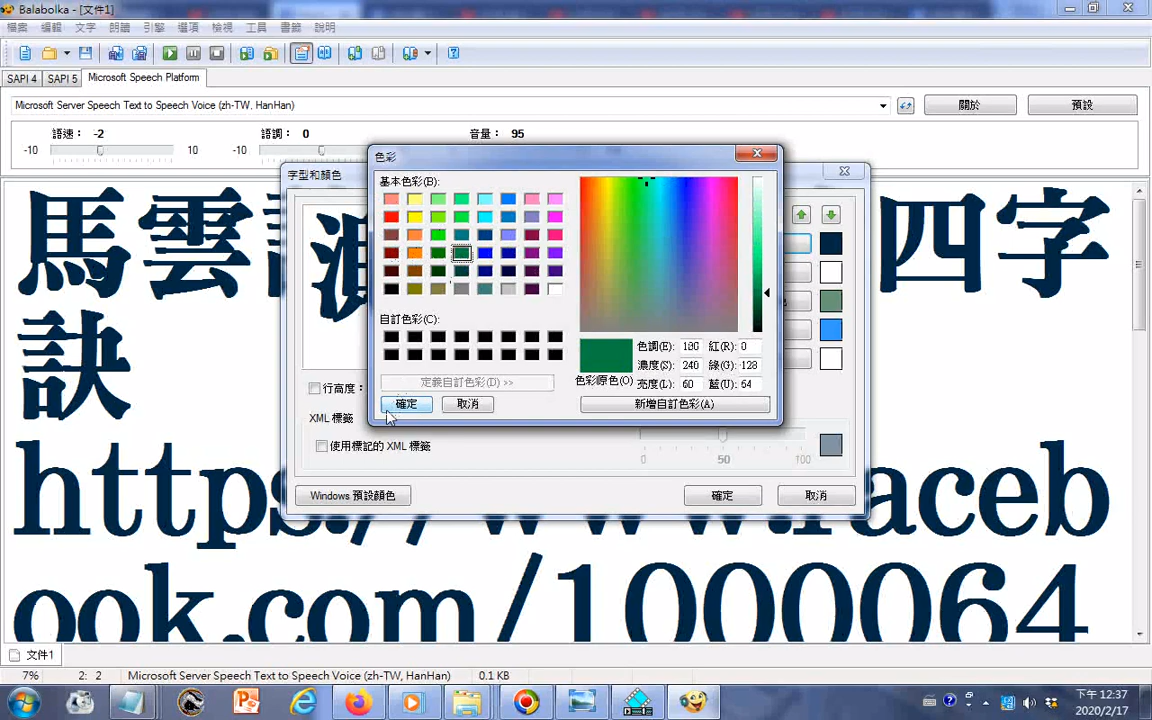 Balabolka - [文件1]
檔案 編輯 文字 朗讀 引擎 選項 檢視 工具 書籤 說明
SAPI 4 SAPI 5 Microsoft Speech Platform
Microsoft Server Speech Text to Speech Voice (zh-TW, HanHan)
關於 預設
語速： -2 語調： 0 音量： 95
-10 10 -10
字型和顏色
色彩
基本色彩(B):
自訂色彩(C):
定義自訂色彩(D) >>
確定 取消
色彩|原色(O)
色調(E): 100 紅(R): 0
濃度(S): 240 綠(G): 128
亮度(L): 60 藍(U): 64
新增自訂色彩(A)
行高度：
XML 標籤
使用標記的 XML 標籤
0 50 100
Windows 預設顏色
確定 取消
馬雲 四字
訣
https://www.faceb
ook.com/1000064
文件1
7% 2: 2 Microsoft Server Speech Text to Speech Voice (zh-TW, HanHan) 0.1 KB
下午 12:37
2020/2/17